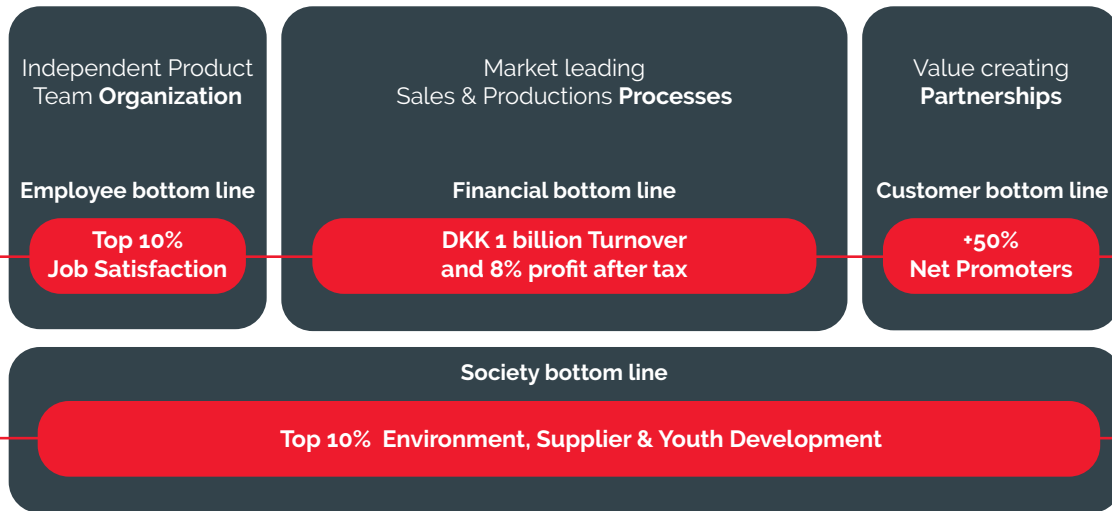 Independent Product
Team Organization
Employee bottom line
Top 10%
Job Satisfaction
Market leading
Sales & Productions Processes
Financial bottom line
DKK 1 billion Turnover
and 8% profit after tax
Value creating
Partnerships
Customer bottom line
+50%
Net Promoters
Society bottom line
Top 10% Environment, Supplier & Youth Development